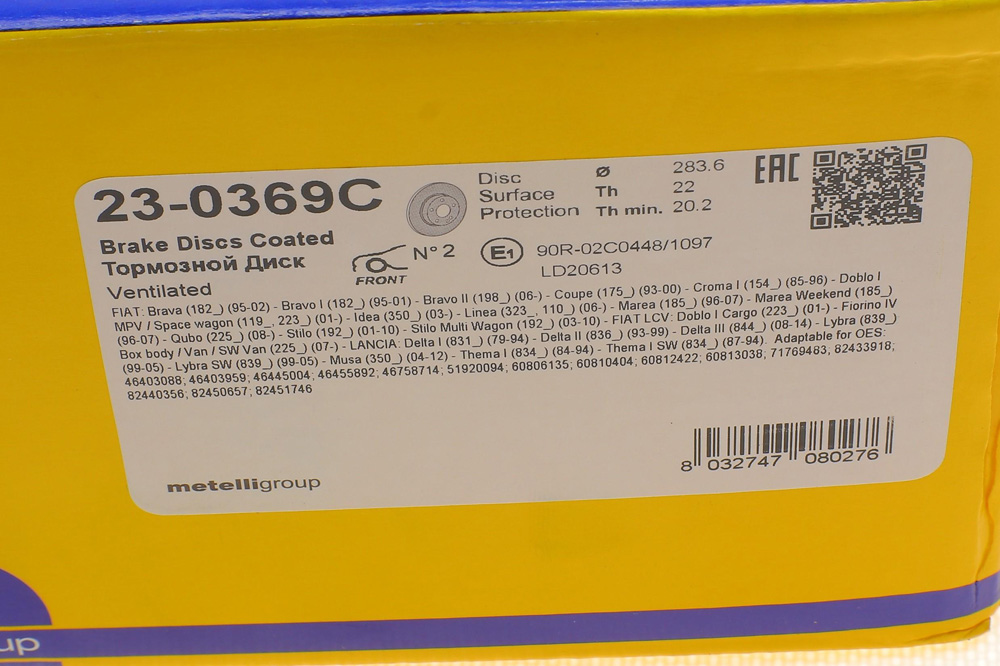 23-0369C
Brake Discs Coated
Тормозной Диск
Ventilated
FRONT
N° 2
Disc
Surface
Protection
Ø 283.6
Th 22
Th min. 20.2
EAC
E1
90R-02C0448/1097
LD20613
FIAT: Brava (182_) (95-02) - Bravo I (182_) (95-01) - Bravo II (198_) (06-) - Coupe (175_) (93-00) - Croma I (154_) (85-96) - Doblo I
MPV / Space wagon (119_, 223_) (01-) - Idea (350_) (03-) - Linea (323_, 110_) (06-) - Marea (185_) (96-07) - Marea Weekend (185_)
(96-07) - Qubo (225_) (08-) - Stilo (192_) (01-10) - Stilo Multi Wagon (192_) (03-10) - FIAT LCV: Doblo I Cargo (223_) (01-) - Fiorino IV
Box body / Van / SW Van (225_) (07-) - LANCIA: Delta I (831_) (79-94) - Delta II (836_) (93-99) - Delta III (844_) (08-14) - Lybra (839_)
(99-05) - Lybra SW (839_) (99-05) - Musa (350_) (04-12) - Thema I (834_) (84-94) - Thema I SW (834_) (87-94). Adaptable for OES:
46403088; 46403959; 46445004; 46455892; 46758714; 51920094; 60806135; 60810404; 60812422; 60813038; 71769483; 82433918;
82440356; 82450657; 82451746
8 032747 080276
metelligroup
up